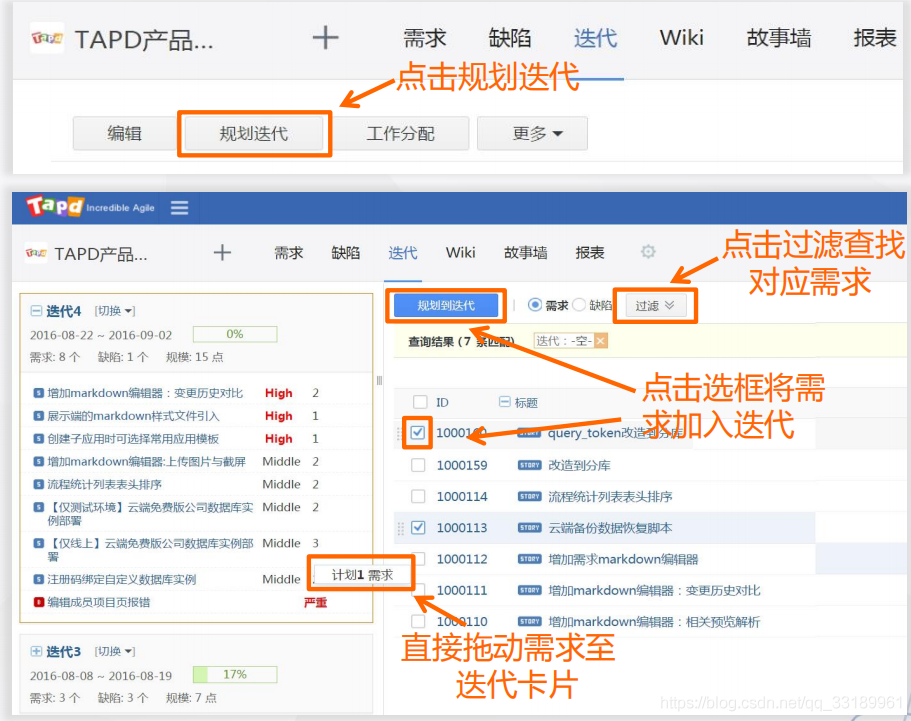 TAPD产品...
需求 缺陷 迭代 Wiki 故事墙 报表
点击规划迭代
编辑 规划迭代 工作分配 更多
Tapd Incredible Agile
TAPD产品...
需求 缺陷 迭代 Wiki 故事墙 报表
点击过滤查找
对应需求
迭代4 [切换]
2016-08-22 ~ 2016-09-02 0%
需求: 8 个 缺陷: 1 个 规模: 15 点
增加markdown编辑器：变更历史对比 High 2
展示端的markdown样式文件引入 High 1
创建子应用时可选择常用应用模板 High 1
增加markdown编辑器:上传图片与截屏 Middle 2
流程统计列表表头排序 Middle 2
【仅测试环境】云端免费版公司数据库实 Middle 2
例部署
【仅线上】云端免费版公司数据库实例部 Middle 3
署
注册码绑定自定义数据库实例 Middle
编辑成员项目页报错 严重
计划1 需求
迭代3 [切换]
2016-08-08 ~ 2016-08-19 17%
需求: 3 个 缺陷: 3 个 规模: 7 点
规划到迭代 需求 缺陷 过滤
查询结果 (7 条匹配) 迭代：-空-
点击选框将需
求加入迭代
ID 标题
STORY query_token改造到分库
1000159 STORY 改造到分库
1000114 STORY 流程统计列表表头排序
1000113 STORY 云端备份数据恢复脚本
1000112 STORY 增加需求markdown编辑器
1000111 STORY 增加markdown编辑器：变更历史对比
1000110 STORY 增加markdown编辑器：相关预览解析
直接拖动需求至
迭代卡片
https://blog.csdn.net/qq_33189961